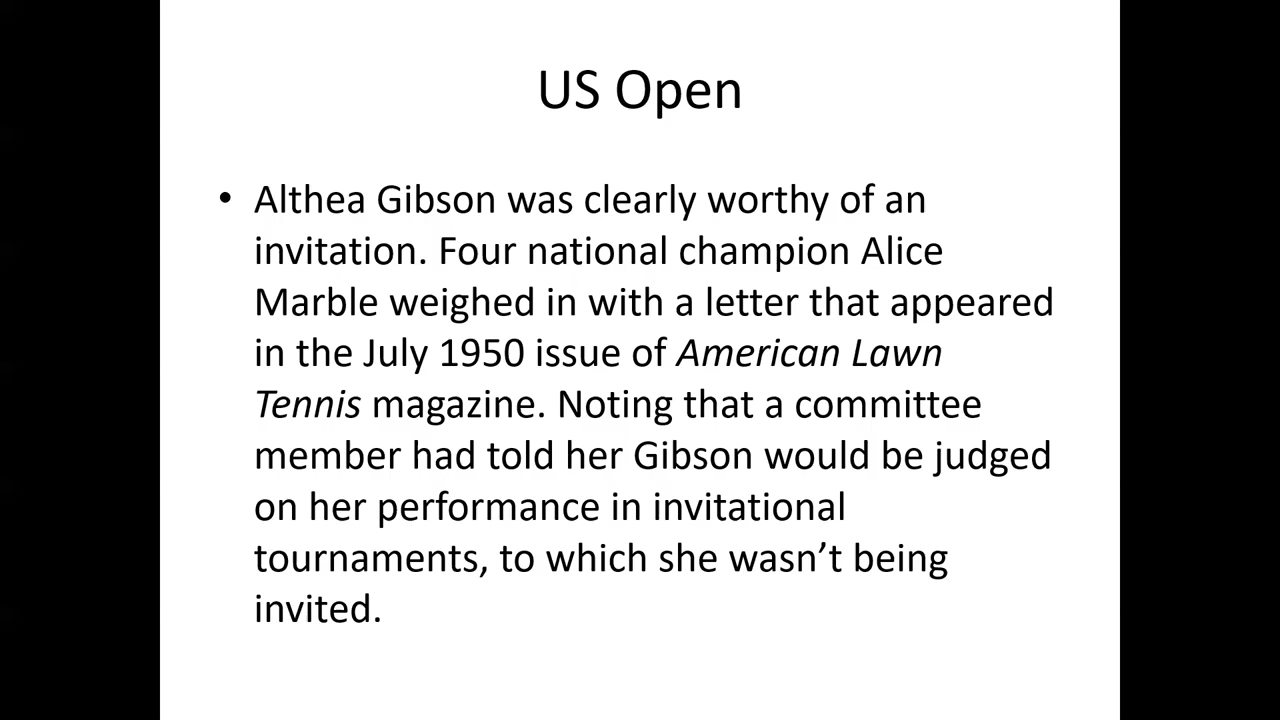 US Open
• Althea Gibson was clearly worthy of an
invitation. Four national champion Alice
Marble weighed in with a letter that appeared
in the July 1950 issue of American Lawn
Tennis magazine. Noting that a committee
member had told her Gibson would be judged
on her performance in invitational
tournaments, to which she wasn’t being
invited.